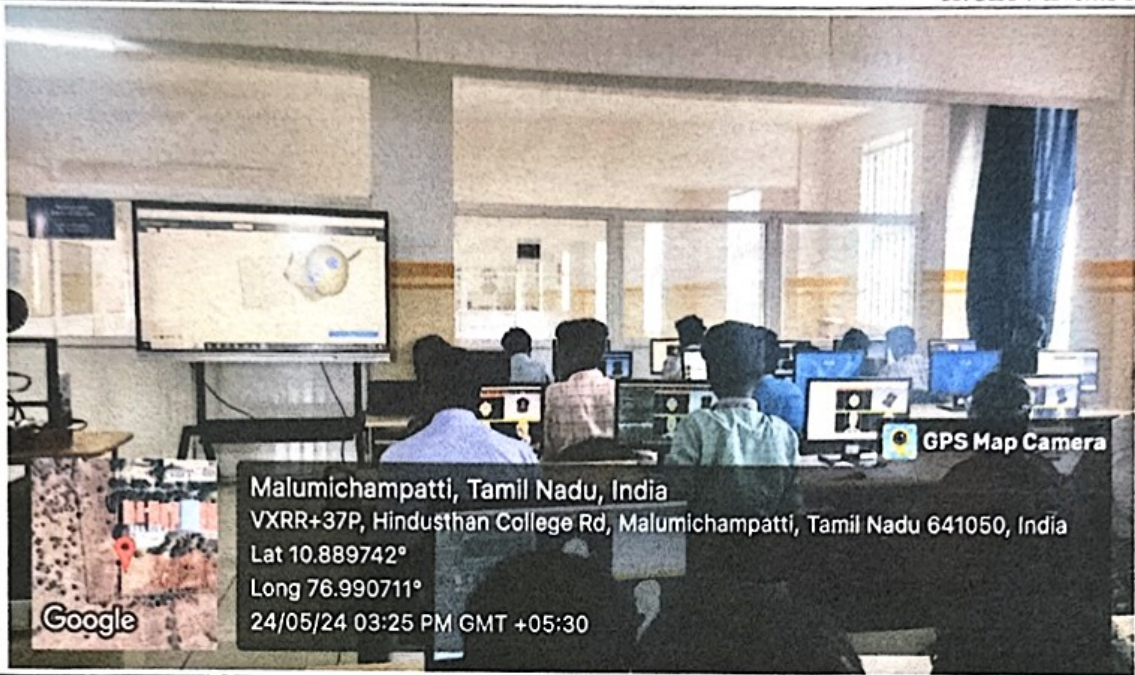 GPS Map Camera
Malumichampatti, Tamil Nadu, India
VXRR+37P, Hindusthan College Rd, Malumichampatti, Tamil Nadu 641050, India
Lat 10.889742°
Long 76.990711°
24/05/24 03:25 PM GMT +05:30
Google